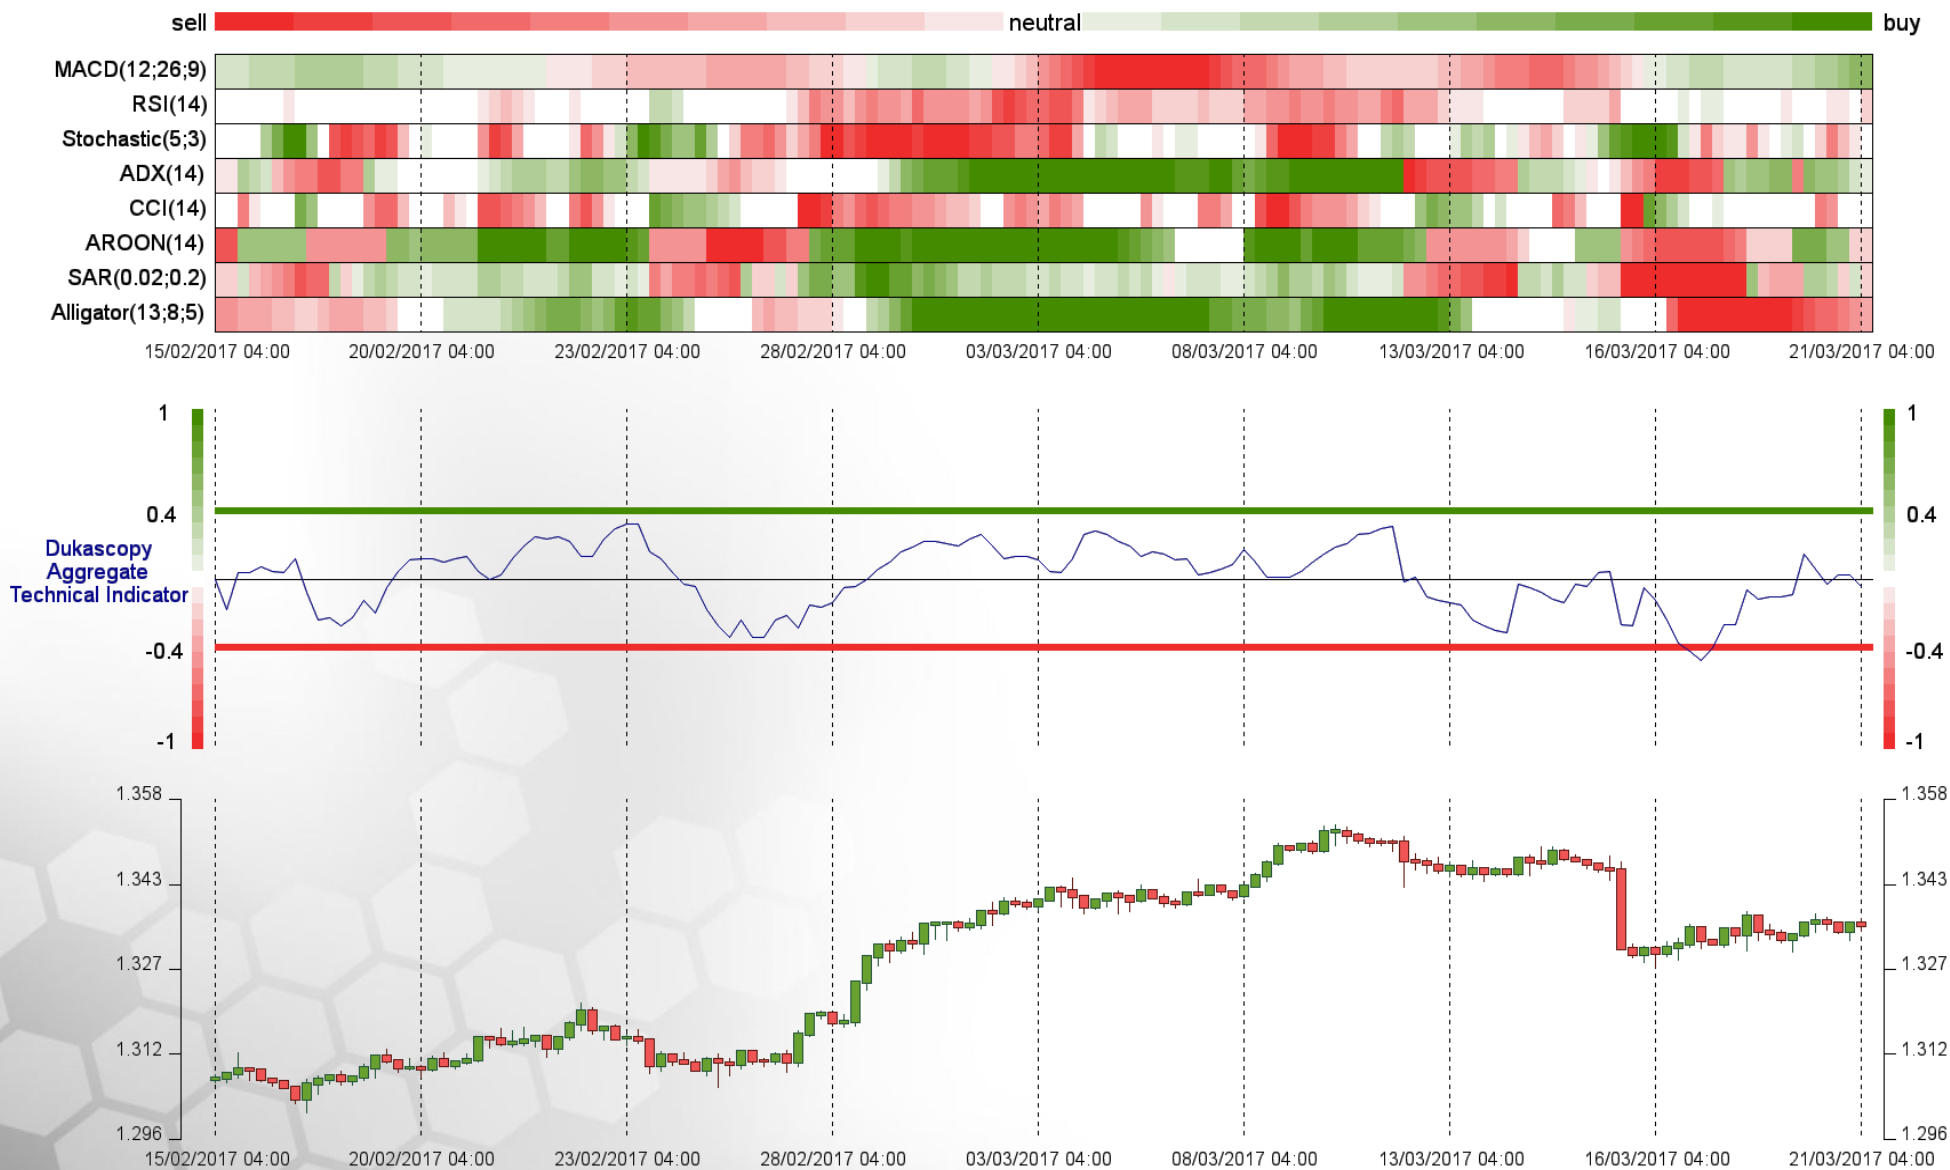 sell neutral buy
MACD(12;26;9)
RSI(14)
Stochastic(5;3)
ADX(14)
CCI(14)
AROON(14)
SAR(0.02;0.2)
Alligator(13;8;5)
15/02/2017 04:00 20/02/2017 04:00 23/02/2017 04:00 28/02/2017 04:00 03/03/2017 04:00 08/03/2017 04:00 13/03/2017 04:00 16/03/2017 04:00 21/03/2017 04:00
1 1
0.4 0.4
Dukascopy
Aggregate
Technical Indicator
-0.4 -0.4
-1 -1
1.358 1.358
1.343 1.343
1.327 1.327
1.312 1.312
1.296 1.296
15/02/2017 04:00 20/02/2017 04:00 23/02/2017 04:00 28/02/2017 04:00 03/03/2017 04:00 08/03/2017 04:00 13/03/2017 04:00 16/03/2017 04:00 21/03/2017 04:00